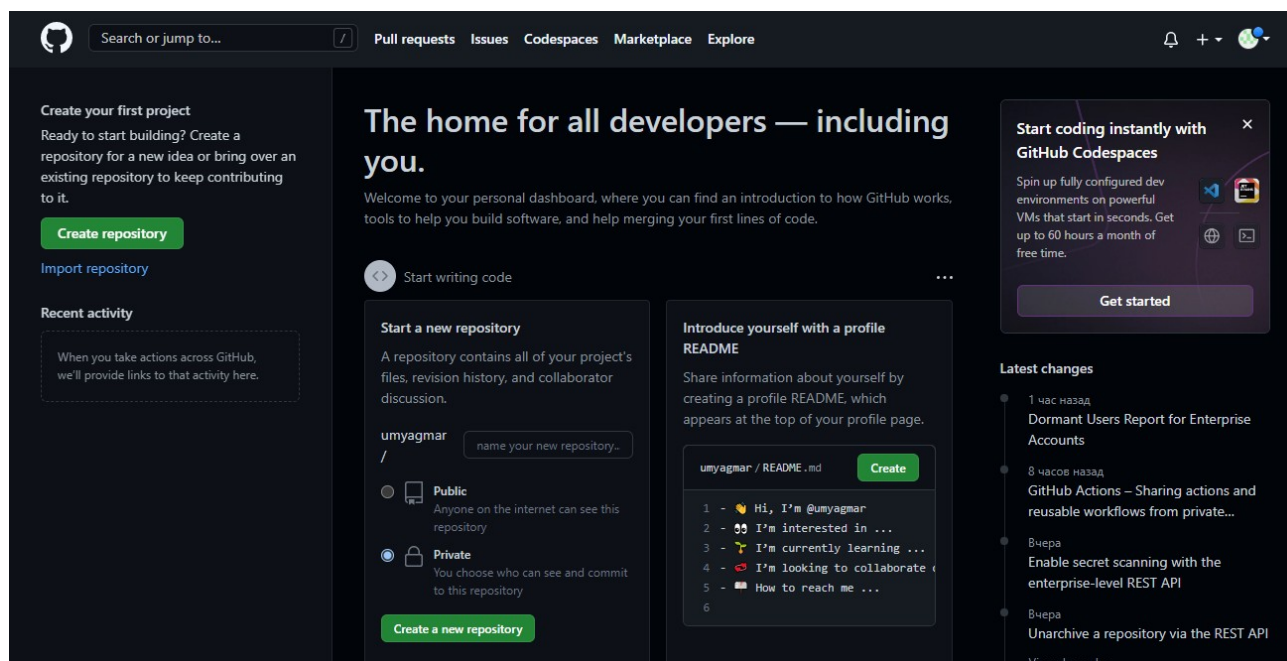 Search or jump to...
/
Pull requests Issues Codespaces Marketplace Explore
Create your first project
Ready to start building? Create a
repository for a new idea or bring over an
existing repository to keep contributing
to it.
Create repository
Import repository
Recent activity
When you take actions across GitHub,
we'll provide links to that activity here.
The home for all developers — including
you.
Welcome to your personal dashboard, where you can find an introduction to how GitHub works,
tools to help you build software, and help merging your first lines of code.
Start writing code
Start a new repository
A repository contains all of your project's
files, revision history, and collaborator
discussion.
umyagmar
/
name your new repository..
Public
Anyone on the internet can see this
repository
Private
You choose who can see and commit
to this repository
Create a new repository
Introduce yourself with a profile
README
Share information about yourself by
creating a profile README, which
appears at the top of your profile page.
umyagmar / README.md
Create
1 - 👋 Hi, I'm @umyagmar
2 - 👀 I'm interested in ...
3 - 🌱 I'm currently learning ...
4 - 💞️ I'm looking to collaborate
5 - 📫 How to reach me ...
6
Start coding instantly with
GitHub Codespaces
Spin up fully configured dev
environments on powerful
VMs that start in seconds. Get
up to 60 hours a month of
free time.
Get started
Latest changes
1 час назад
Dormant Users Report for Enterprise
Accounts
8 часов назад
GitHub Actions – Sharing actions and
reusable workflows from private...
Вчера
Enable secret scanning with the
enterprise-level REST API
Вчера
Unarchive a repository via the REST API